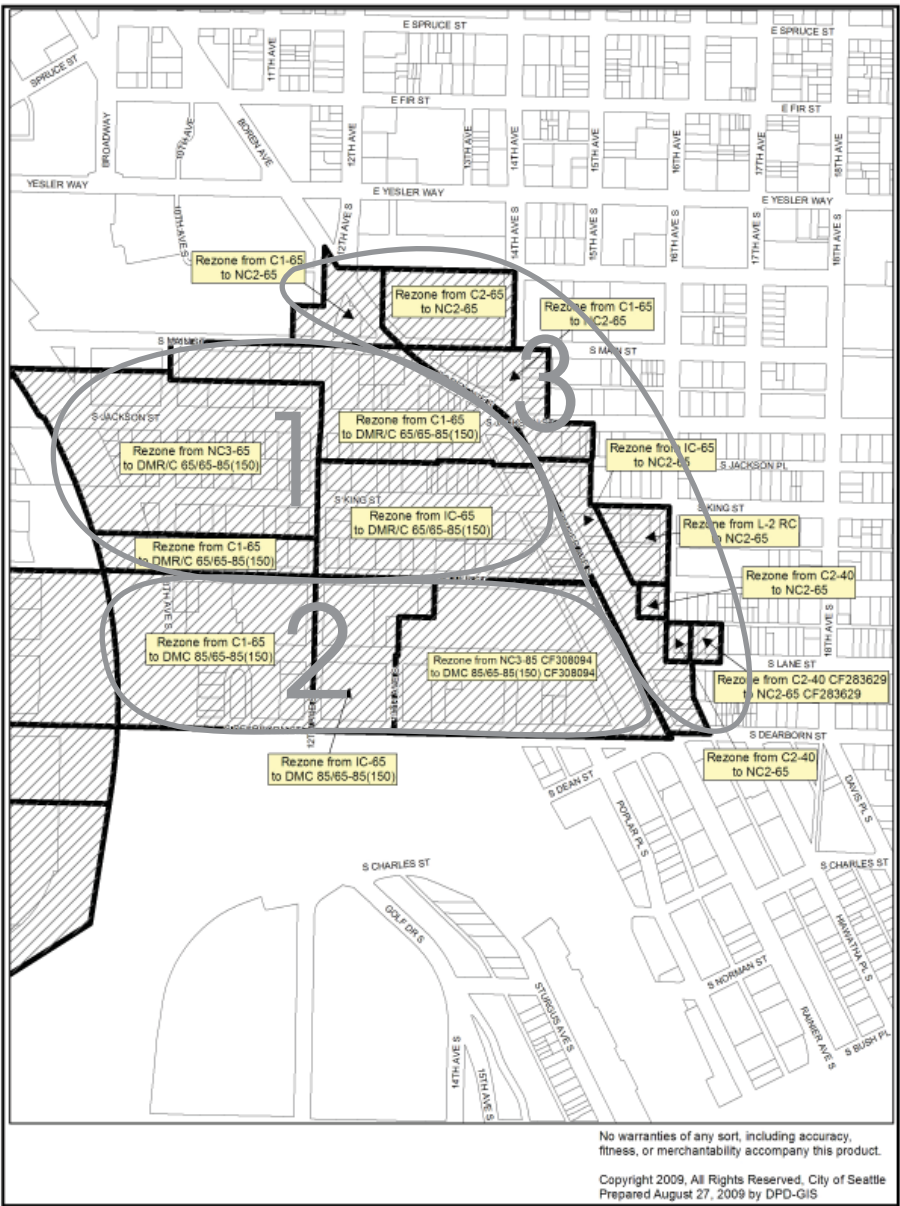 E SPRUCE ST
E SPRUCE ST
SPRUCE ST
11TH AVE
E FIR ST
E FIR ST
BROADWAY
10TH AVE
BOREN AVE
12TH AVE
13TH AVE
14TH AVE
15TH AVE
16TH AVE
17TH AVE
18TH AVE
YESLER WAY
E YESLER WAY
E YESLER WAY
10TH AVE S
12TH AVE S
14TH AVE S
15TH AVE S
16TH AVE S
17TH AVE S
18TH AVE S
Rezone from C1-65
to NC2-65
Rezone from C2-65
to NC2-65
Rezone from C1-65
to NC2-65
S MAIN ST
3
S JACKSON ST
1
Rezone from C1-65
to DMR/C 65/65-85(150)
Rezone from NC3-65
to DMR/C 65/65-85(150)
Rezone from IC-65
to NC2-65
S JACKSON PL
S KING ST
S KING ST
Rezone from IC-65
to DMR/C 65/65-85(150)
Rezone from L-2 RC
to NC2-65
Rezone from C1-65
to DMR/C 65/65-85(150)
Rezone from C2-40
to NC2-65
2
Rezone from C1-65
to DMC 85/65-85(150)
Rezone from NC3-85 CF308094
to DMC 85/65-85(150) CF308094
18TH AVE S
S LANE ST
Rezone from C2-40 CF283629
to NC2-65 CF283629
S DEARBORN ST
Rezone from IC-65
to DMC 85/65-85(150)
Rezone from C2-40
to NC2-65
S DEAN ST
POPLAR PL S
DAVIS PL S
S CHARLES ST
S CHARLES ST
GOLF DR S
HIAWATHA PL S
S NORMAN ST
STURGUS AVE S
RAINIER AVE S
S BUSH PL
14TH AVE S
15TH AVE S
No warranties of any sort, including accuracy,
fitness, or merchantability accompany this product.
Copyright 2009, All Rights Reserved, City of Seattle
Prepared August 27, 2009 by DPD-GIS